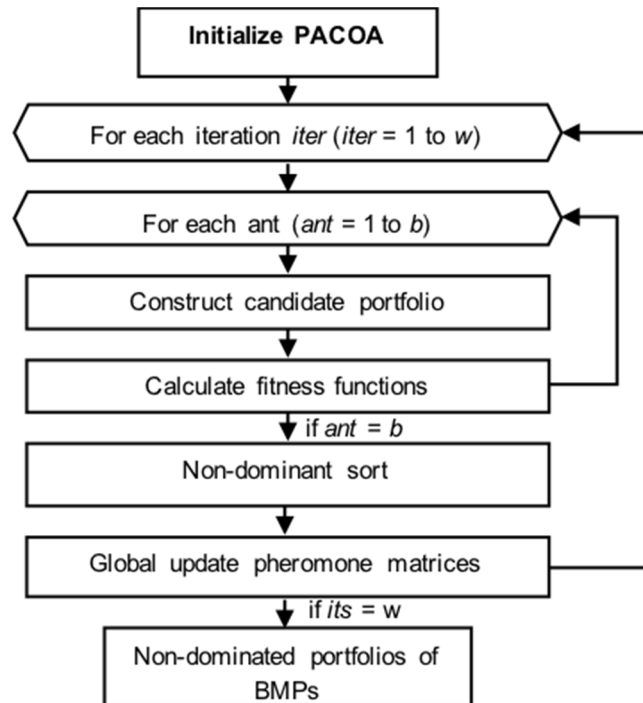 Initialize PACOA
For each iteration iter (iter = 1 to w)
For each ant (ant = 1 to b)
Construct candidate portfolio
Calculate fitness functions
if ant = b
Non-dominant sort
Global update pheromone matrices
if its = w
Non-dominated portfolios of
BMPs